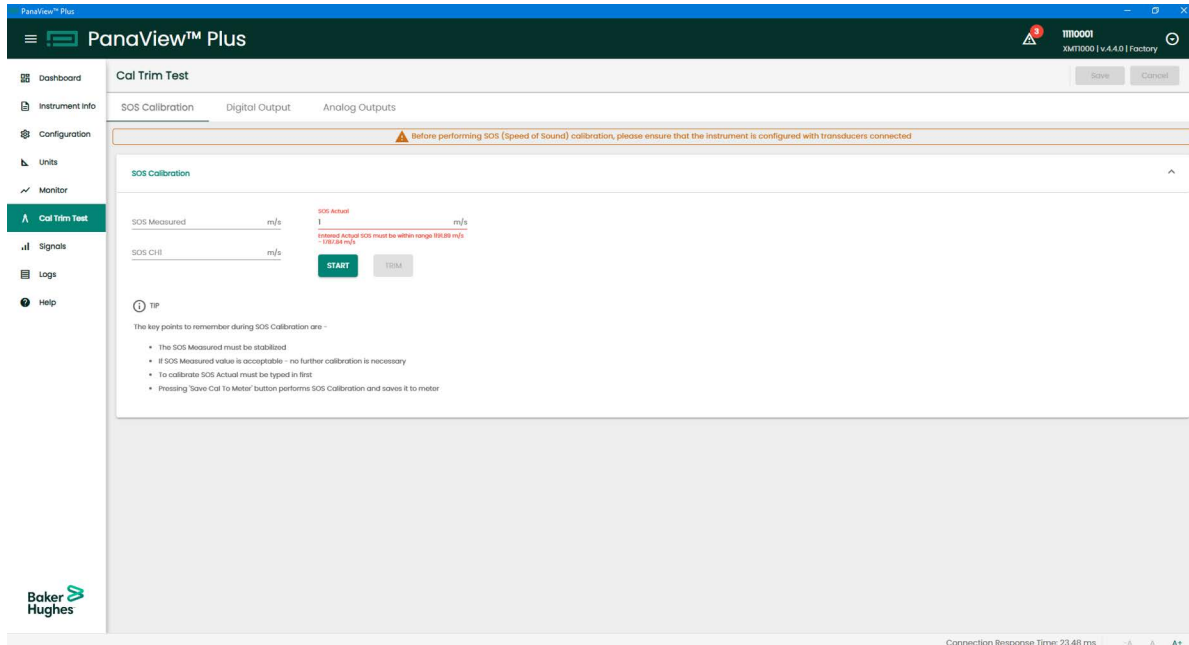 PanaView™ Plus
PanaView™ Plus
3
11110001
XMT1000 | v.4.4.0 | Factory
Dashboard
Instrument Info
Configuration
Units
Monitor
Cal Trim Test
Signals
Logs
Help
Cal Trim Test
Save
Cancel
SOS Calibration
Digital Output
Analog Outputs
Before performing SOS (Speed of Sound) calibration, please ensure that the instrument is configured with transducers connected
SOS Calibration
SOS Measured m/s
SOS Actual
1 m/s
Entered Actual SOS must be within range 1191.89 m/s
- 1787.84 m/s
SOS CH1 m/s
START
TRIM
TIP
The key points to remember during SOS Calibration are -
• The SOS Measured must be stabilized
• If SOS Measured value is acceptable - no further calibration is necessary
• To calibrate SOS Actual must be typed in first
• Pressing 'Save Cal To Meter' button performs SOS Calibration and saves it to meter
Baker
Hughes
Connection Response Time: 23.48 ms
-A A A+